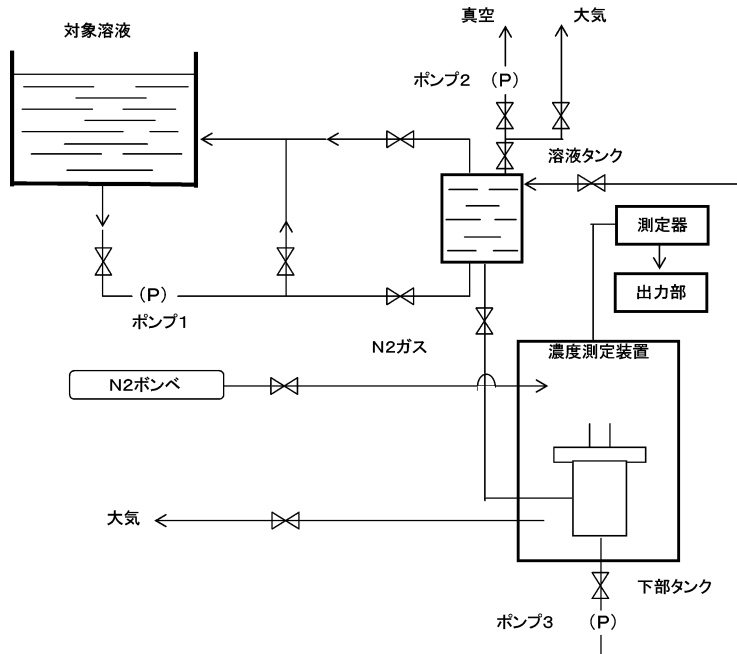 真空
大気
対象溶液
ポンプ2
(P)
溶液タンク
測定器
出力部
(P)
ポンプ1
N2ガス
濃度測定装置
N2ボンベ
大気
下部タンク
ポンプ3
(P)